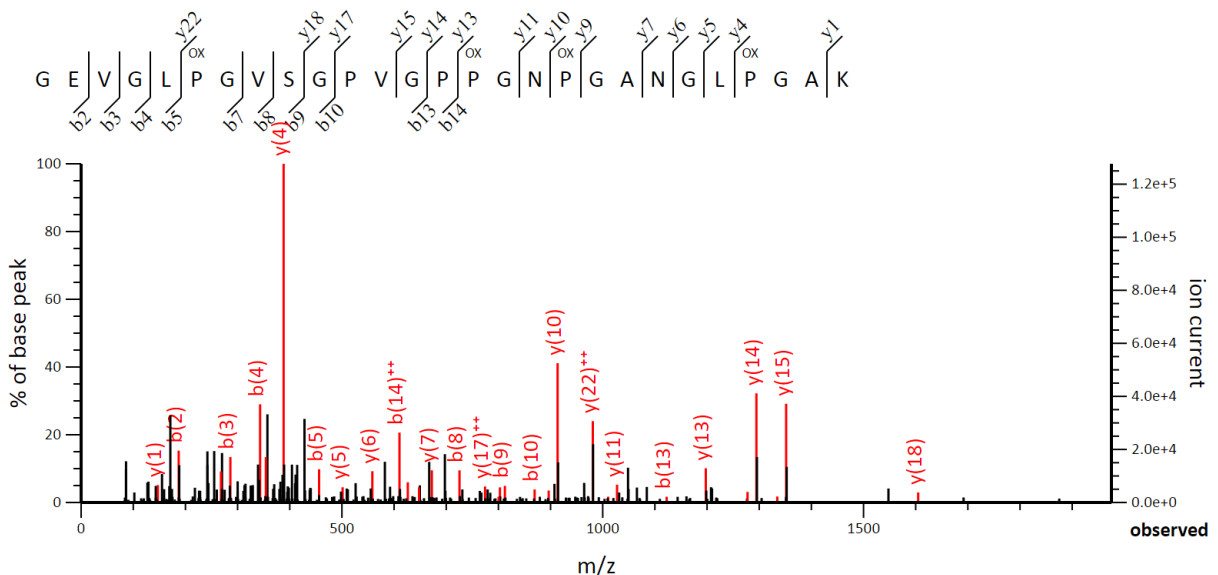 y22 y18 y17 y15 y14 y13 y11 y10 y9 y7 y6 y5 y4 y1
OX OX OX OX
G E V G L P G V S G P V G P P G N P G A N G L P G A K
b2 b3 b4 b5 b7 b8 b9 b10 b13 b14
y(4)
100
80
60
40
20
0
% of base peak
y(1)
b(2)
b(3)
b(4)
b(5)
y(5)
y(6)
b(14)++
y(7)
b(8)
y(17)++
b(9)
b(10)
y(10)
y(22)++
y(11)
b(13)
y(13)
y(14)
y(15)
y(18)
1.2e+5
1.0e+5
8.0e+4
6.0e+4
4.0e+4
2.0e+4
0.0e+0
ion current
0 500 1000 1500
observed
m/z